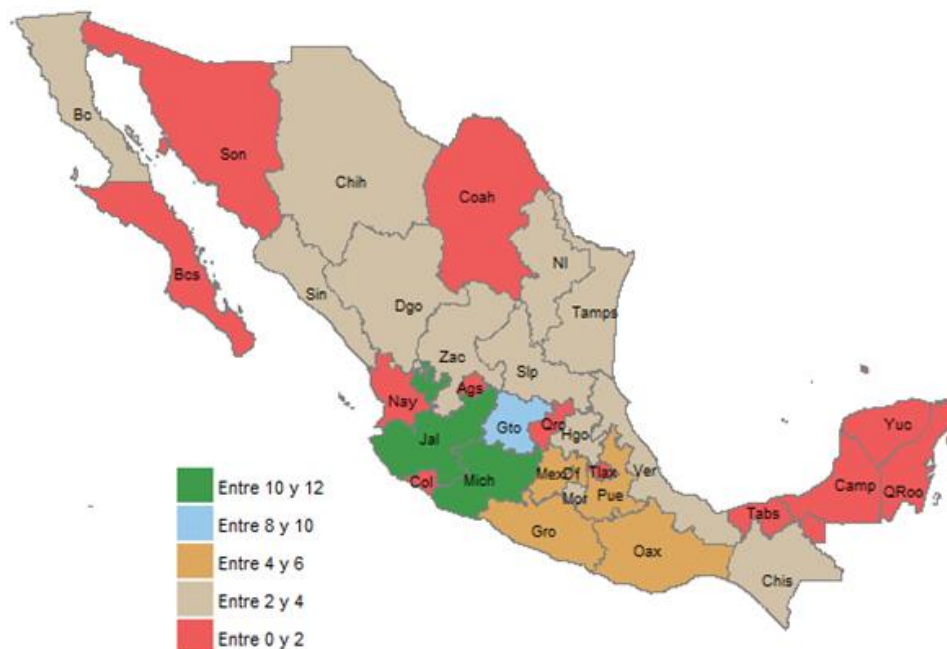 Bc
Son
Chih
Coah
Bcs
Sin
Dgo
Nl
Tamps
Zac
Slp
Nay
Ags
Jal
Gto
Qro
Hgo
Col
Mich
Mex
Df
Tlax
Ver
Mor
Pue
Gro
Oax
Chis
Tabs
Camp
Yuc
QRoo
Entre 10 y 12
Entre 8 y 10
Entre 4 y 6
Entre 2 y 4
Entre 0 y 2